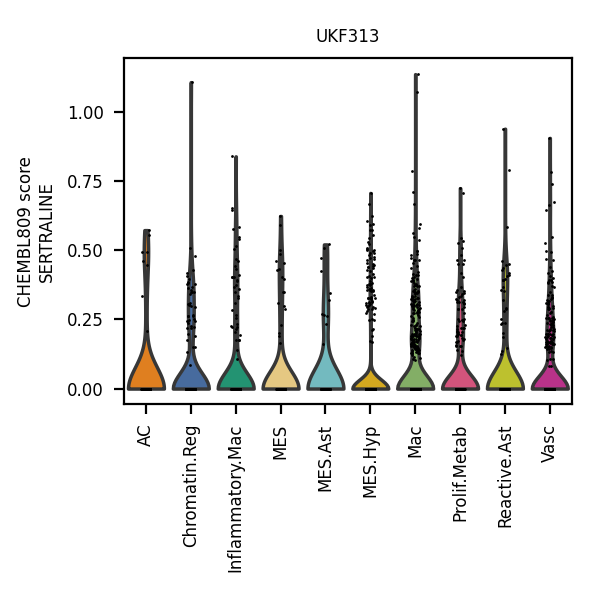 UKF313
CHEMBL809 score
SERTRALINE
1.00
0.75
0.50
0.25
0.00
AC
Chromatin.Reg
Inflammatory.Mac
MES
MES.Ast
MES.Hyp
Mac
Prolif.Metab
Reactive.Ast
Vasc